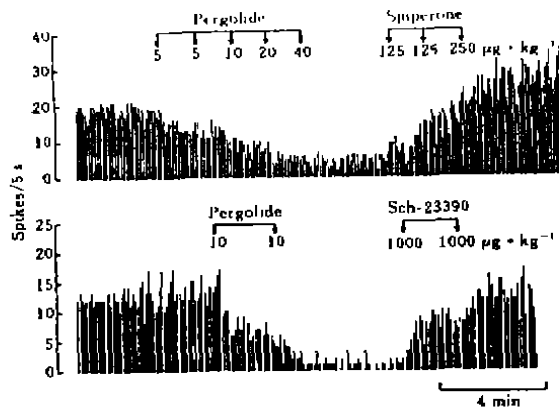 Pergolide Spiperone
40 5 5 10 20 40 125 125 250 μg · kg⁻¹
30
20
10
0
Spikes/5 s
Pergolide Sch-23390
25 10 10 1000 1000 μg · kg⁻¹
20
15
10
5
0
4 min